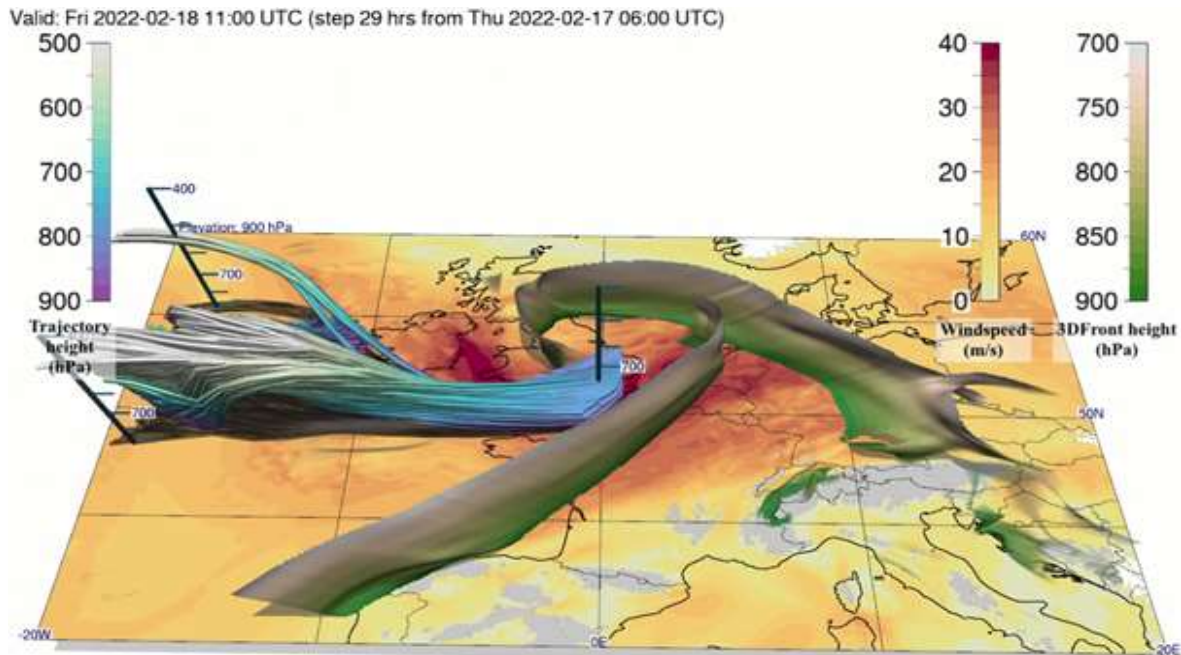 Valid: Fri 2022-02-18 11:00 UTC (step 29 hrs from Thu 2022-02-17 06:00 UTC)
500
600
700
800
900
Trajectory
height
(hPa)
40
30
20
10
0
Windspeed
(m/s)
700
750
800
850
900
3DFront height
(hPa)
400
Elevation: 900 hPa
700
700
700
60N
50N
-20W
0E
20E